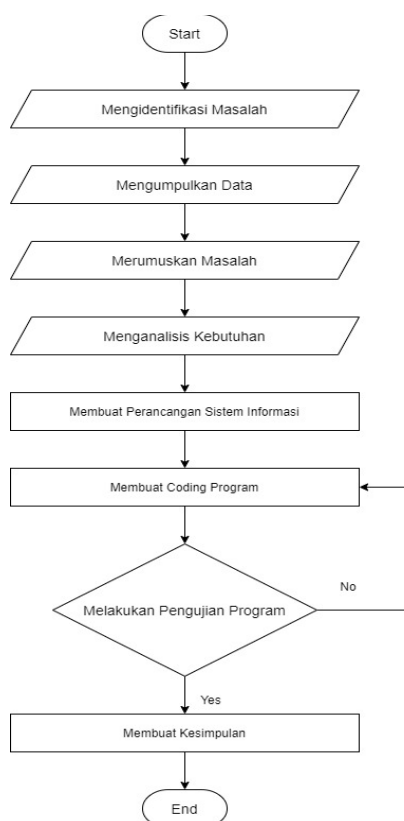 Start
Mengidentifikasi Masalah
Mengumpulkan Data
Merumuskan Masalah
Menganalisis Kebutuhan
Membuat Perancangan Sistem Informasi
Membuat Coding Program
Melakukan Pengujian Program
No
Yes
Membuat Kesimpulan
End